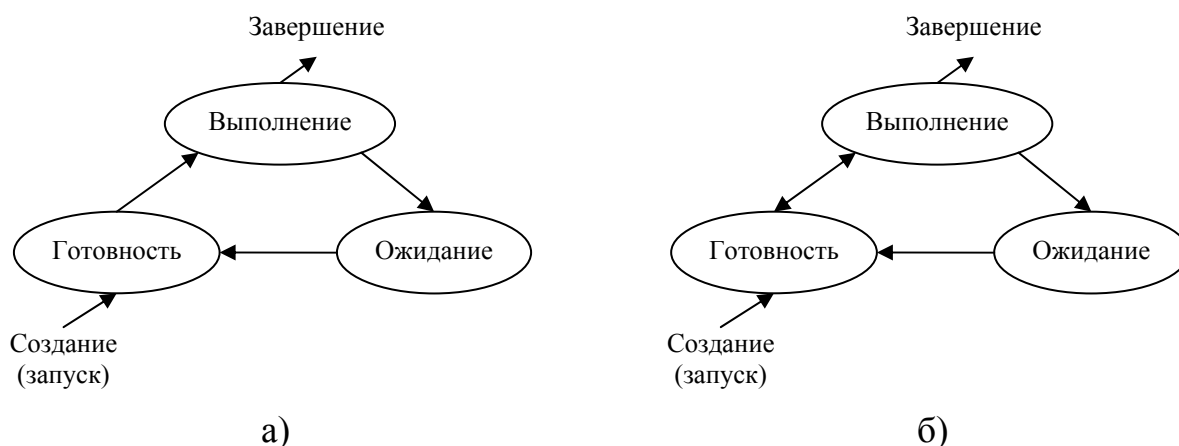 Завершение
Выполнение
Готовность
Ожидание
Создание
(запуск)
а)
Завершение
Выполнение
Готовность
Ожидание
Создание
(запуск)
б)